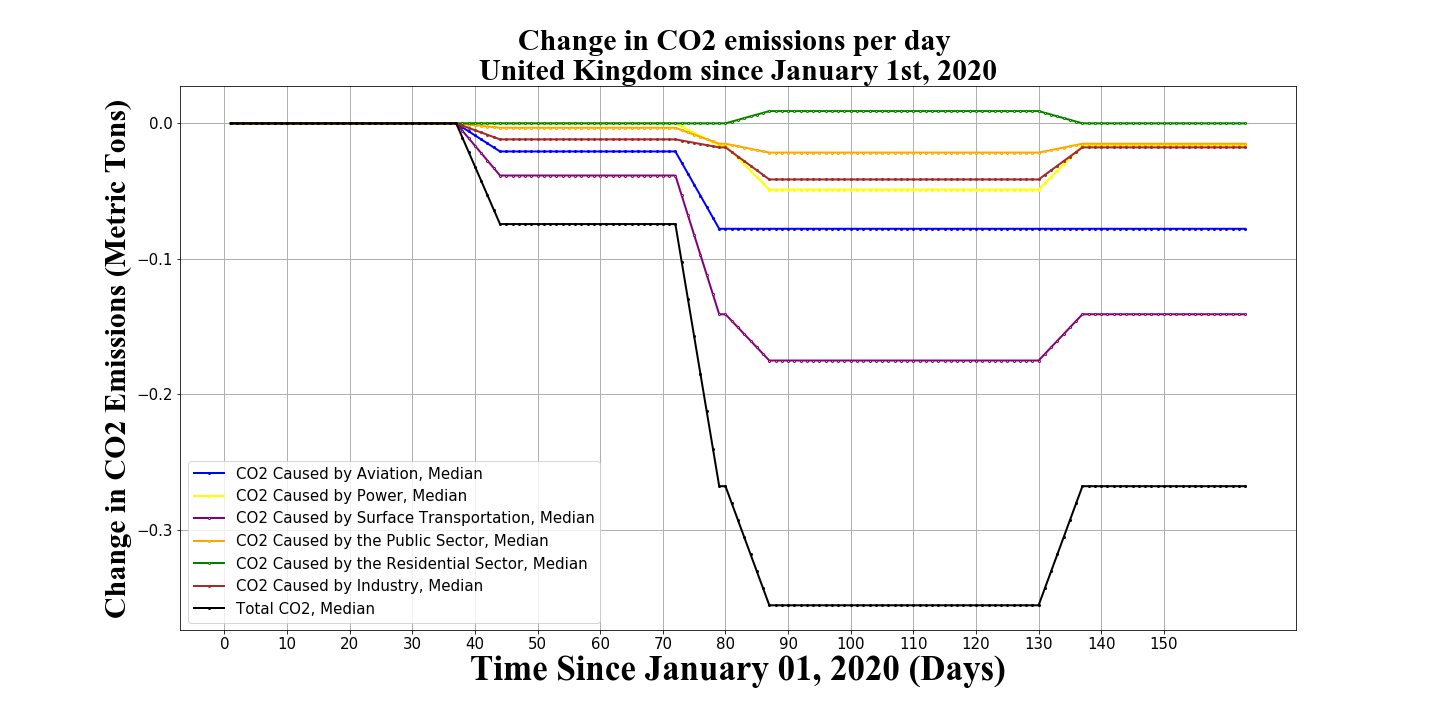 Change in CO2 emissions per day
United Kingdom since January 1st, 2020
Change in CO2 Emissions (Metric Tons)
0.0
−0.1
−0.2
−0.3
CO2 Caused by Aviation, Median
CO2 Caused by Power, Median
CO2 Caused by Surface Transportation, Median
CO2 Caused by the Public Sector, Median
CO2 Caused by the Residential Sector, Median
CO2 Caused by Industry, Median
Total CO2, Median
0 10 20 30 40 50 60 70 80 90 100 110 120 130 140 150
Time Since January 01, 2020 (Days)